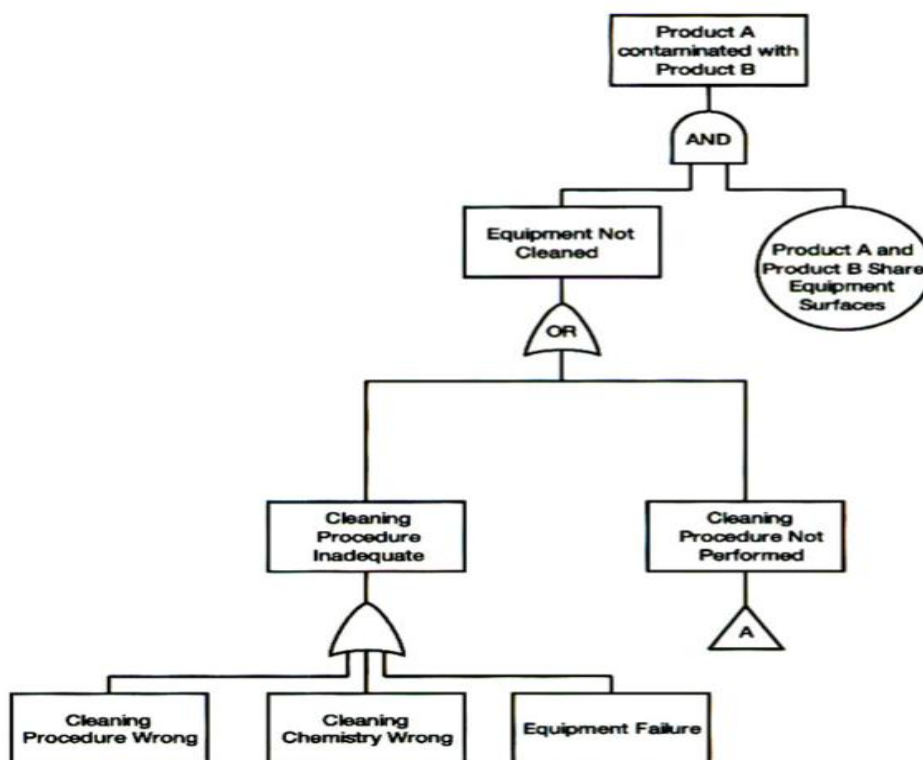 Product A
contaminated with
Product B
AND
Equipment Not
Cleaned
Product A and
Product B Share
Equipment
Surfaces
OR
Cleaning
Procedure
Inadequate
Cleaning
Procedure Not
Performed
A
Cleaning
Procedure Wrong
Cleaning
Chemistry Wrong
Equipment Failure